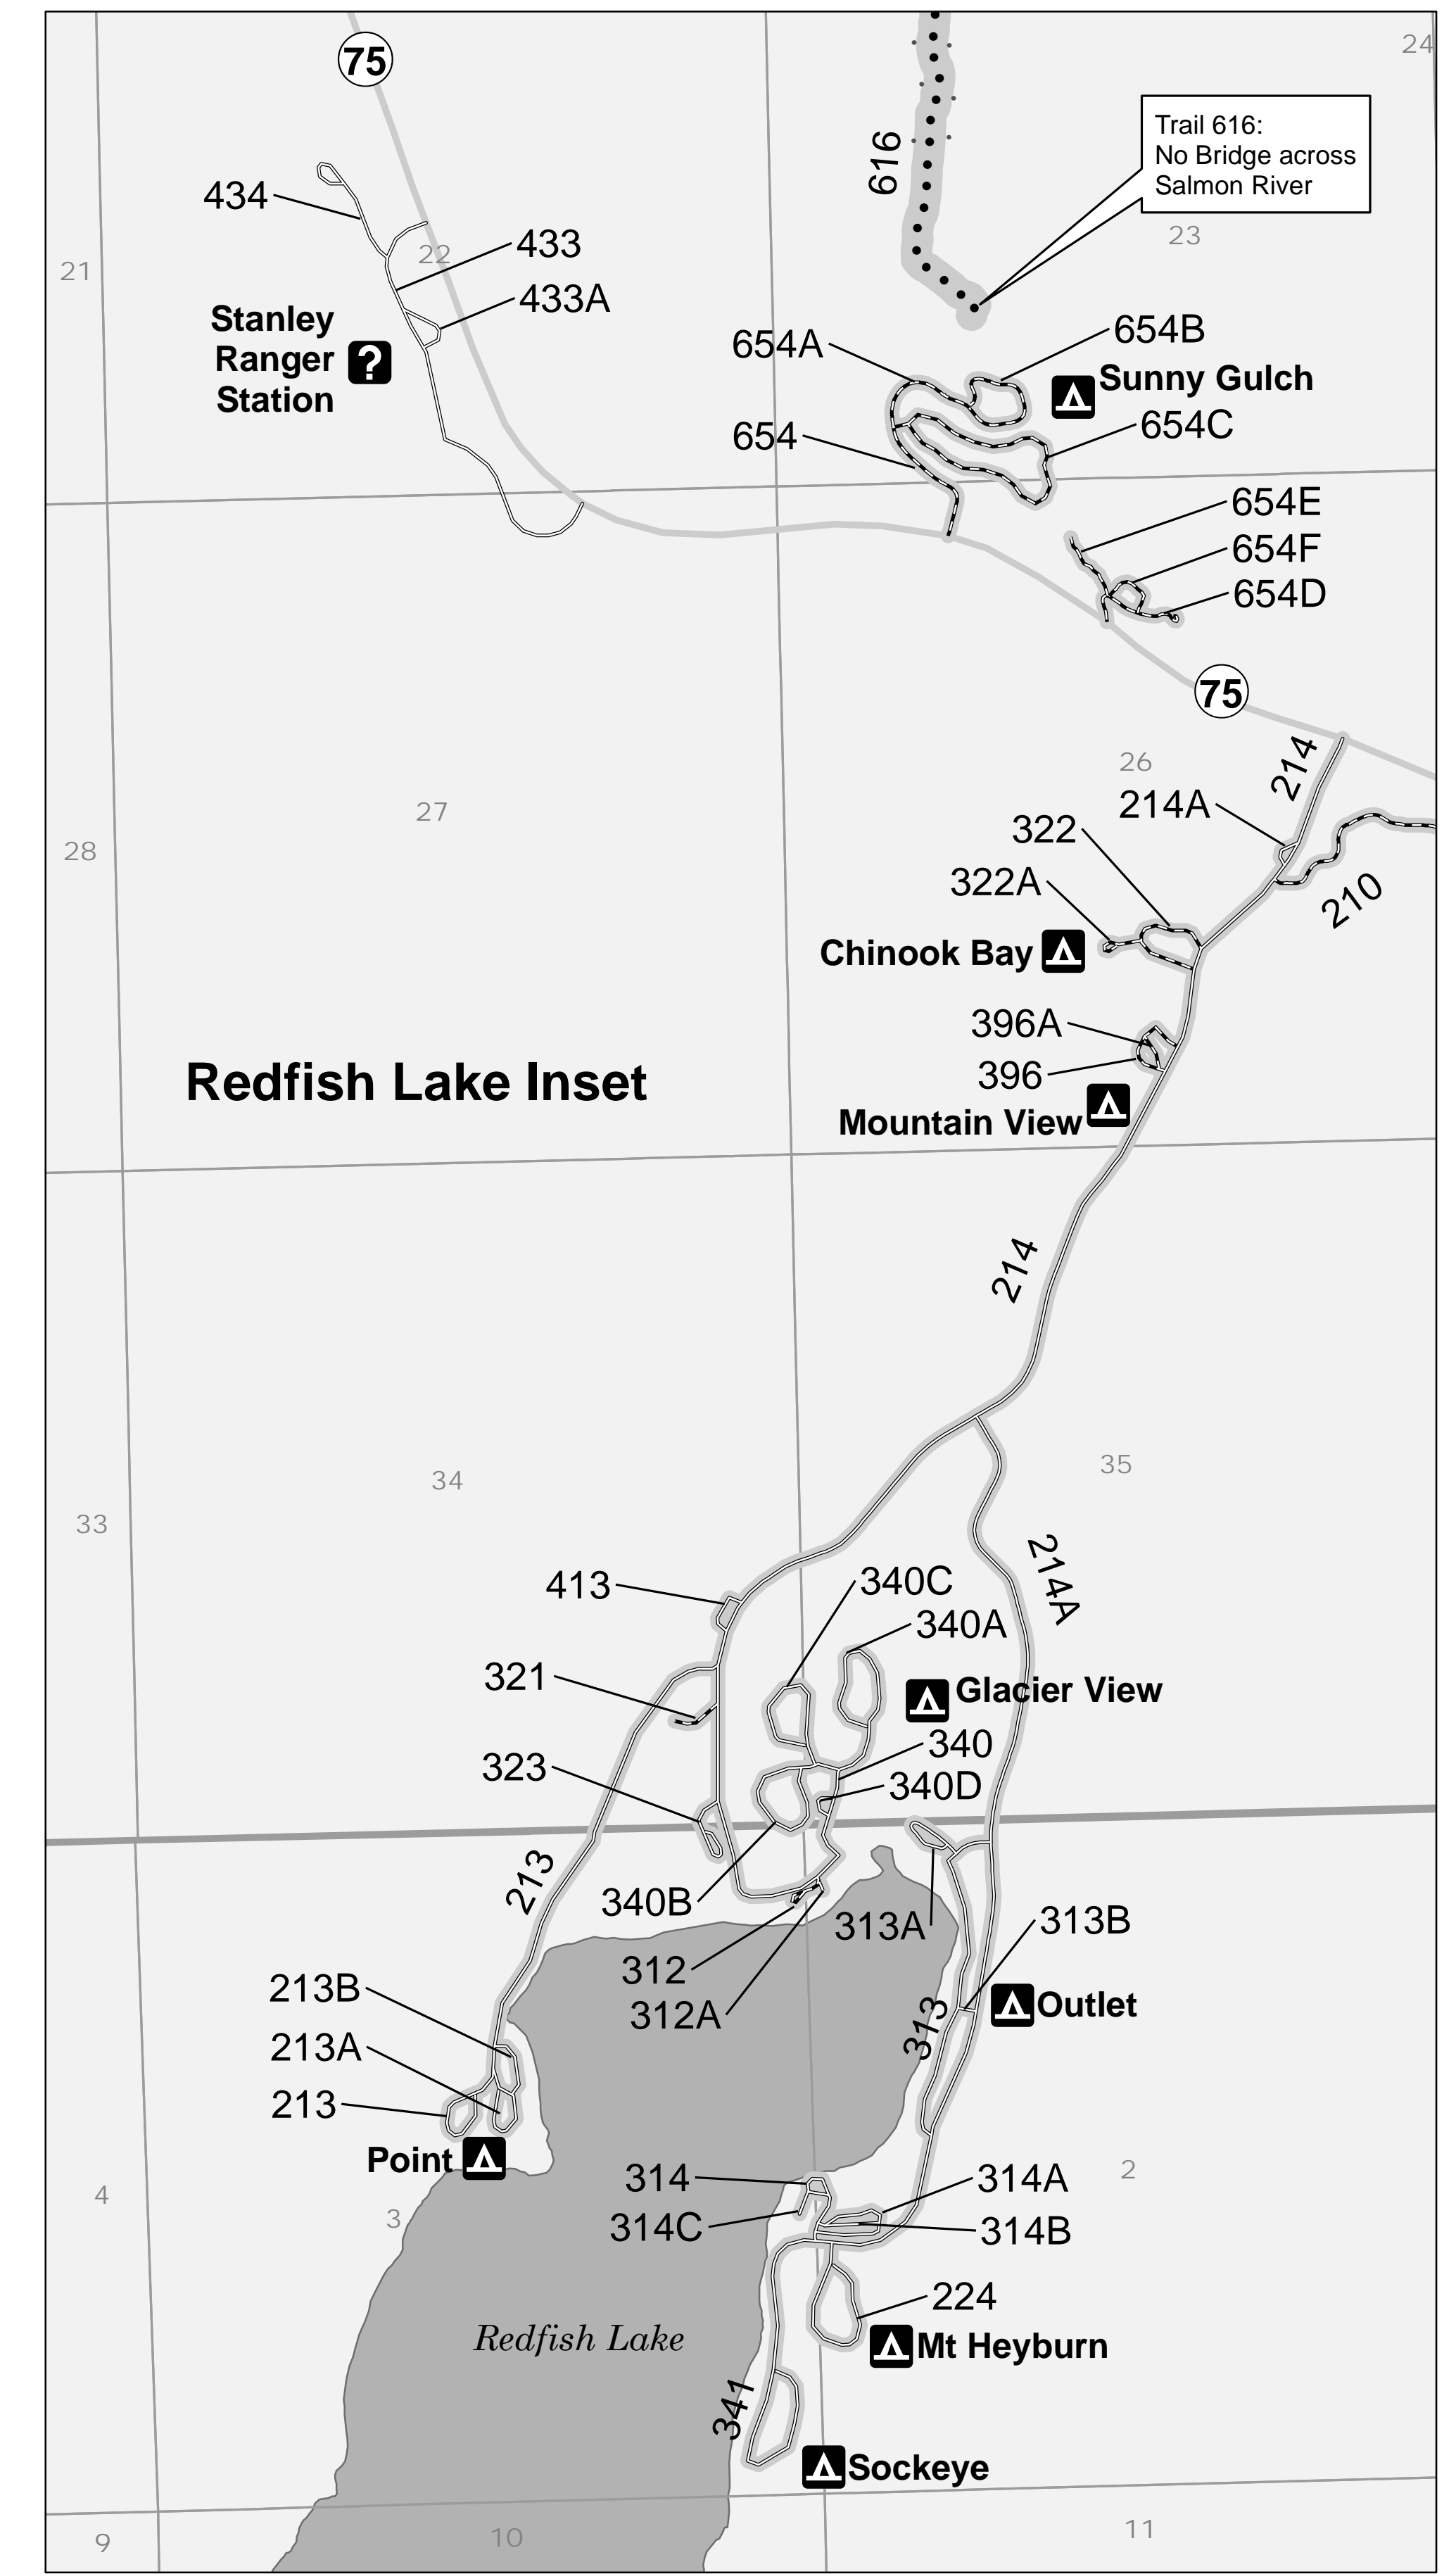 24
75
Trail 616:
No Bridge across
Salmon River
616
434
23
433
22
21
433A
Stanley
Ranger
Station
?
654B
654A
Sunny Gulch
654C
654
654E
654F
654D
75
214
26
214A
27
322
28
322A
210
Chinook Bay
396A
396
Redfish Lake Inset
Mountain View
214
35
34
33
214A
413
340C
340A
321
Glacier View
340
323
340D
213
340B
313A
313B
312
213B
Outlet
312A
313
213A
213
Point
2
314
314A
4
3
314C
314B
224
Redfish Lake
Mt Heyburn
341
Sockeye
11
10
9